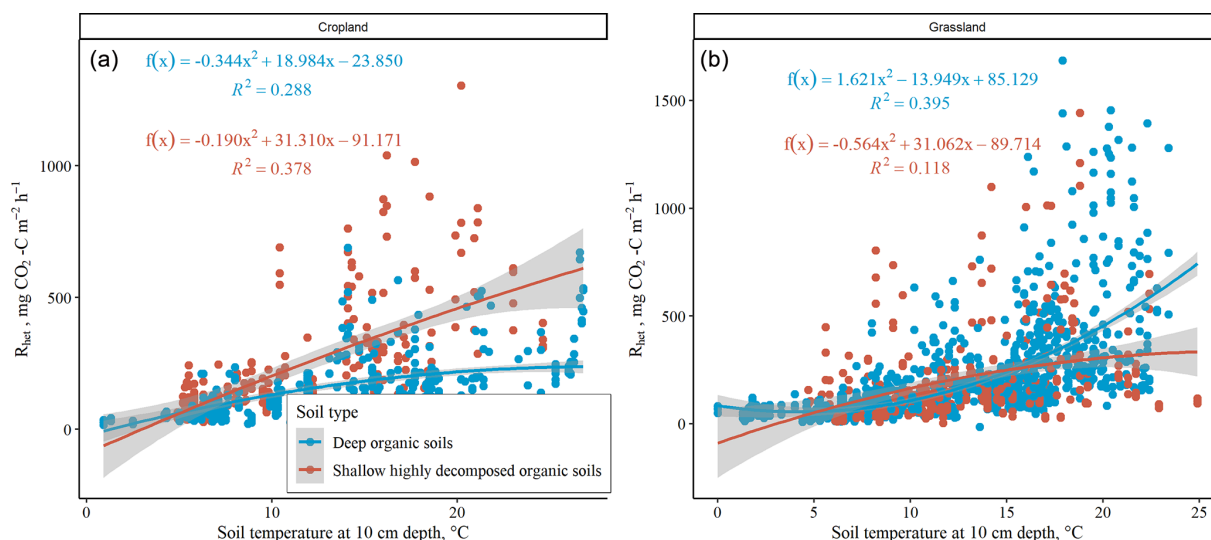 Cropland
(a)
f(x) = -0.344x² + 18.984x - 23.850
R² = 0.288
f(x) = -0.190x² + 31.310x - 91.171
R² = 0.378
1000
500
0
R_het , mg CO₂ -C m⁻² h⁻¹
Soil type
Deep organic soils
Shallow highly decomposed organic soils
0 10 20
Soil temperature at 10 cm depth, °C
Grassland
(b)
f(x) = 1.621x² - 13.949x + 85.129
R² = 0.395
f(x) = -0.564x² + 31.062x - 89.714
R² = 0.118
1500
1000
500
0
R_het , mg CO₂ -C m⁻² h⁻¹
0 5 10 15 20 25
Soil temperature at 10 cm depth, °C